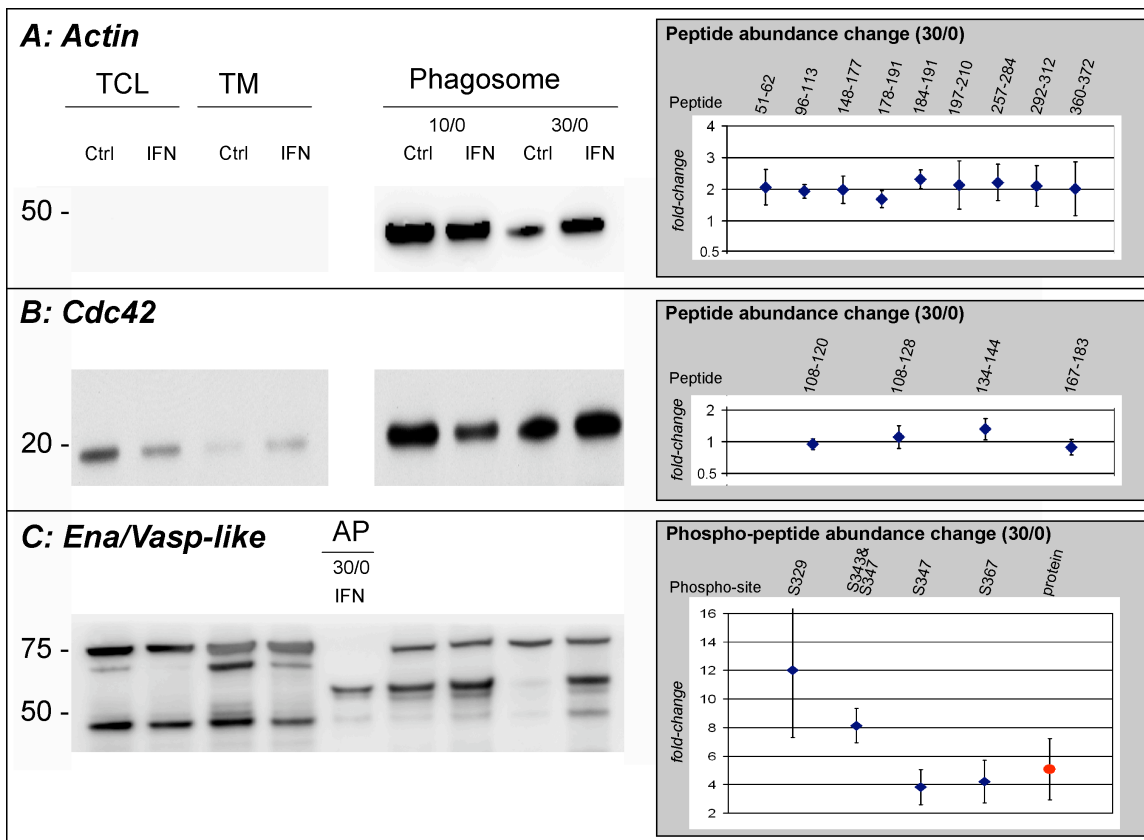 A: Actin
TCL TM Phagosome
10/0 30/0
Ctrl IFN Ctrl IFN Ctrl IFN Ctrl IFN
50 -
Peptide abundance change (30/0)
Peptide 51-62 96-113 148-177 178-191 184-191 197-210 257-284 292-312 360-372
fold-change
4
3
2
1
0.5
B: Cdc42
20 -
Peptide abundance change (30/0)
Peptide 108-120 108-128 134-144 167-183
fold-change
2
1
0.5
C: Ena/Vasp-like
AP
30/0
IFN
75 -
50 -
Phospho-peptide abundance change (30/0)
Phospho-site S329 S343& S347 S347 S367 protein
fold-change
16
14
12
10
8
6
4
2